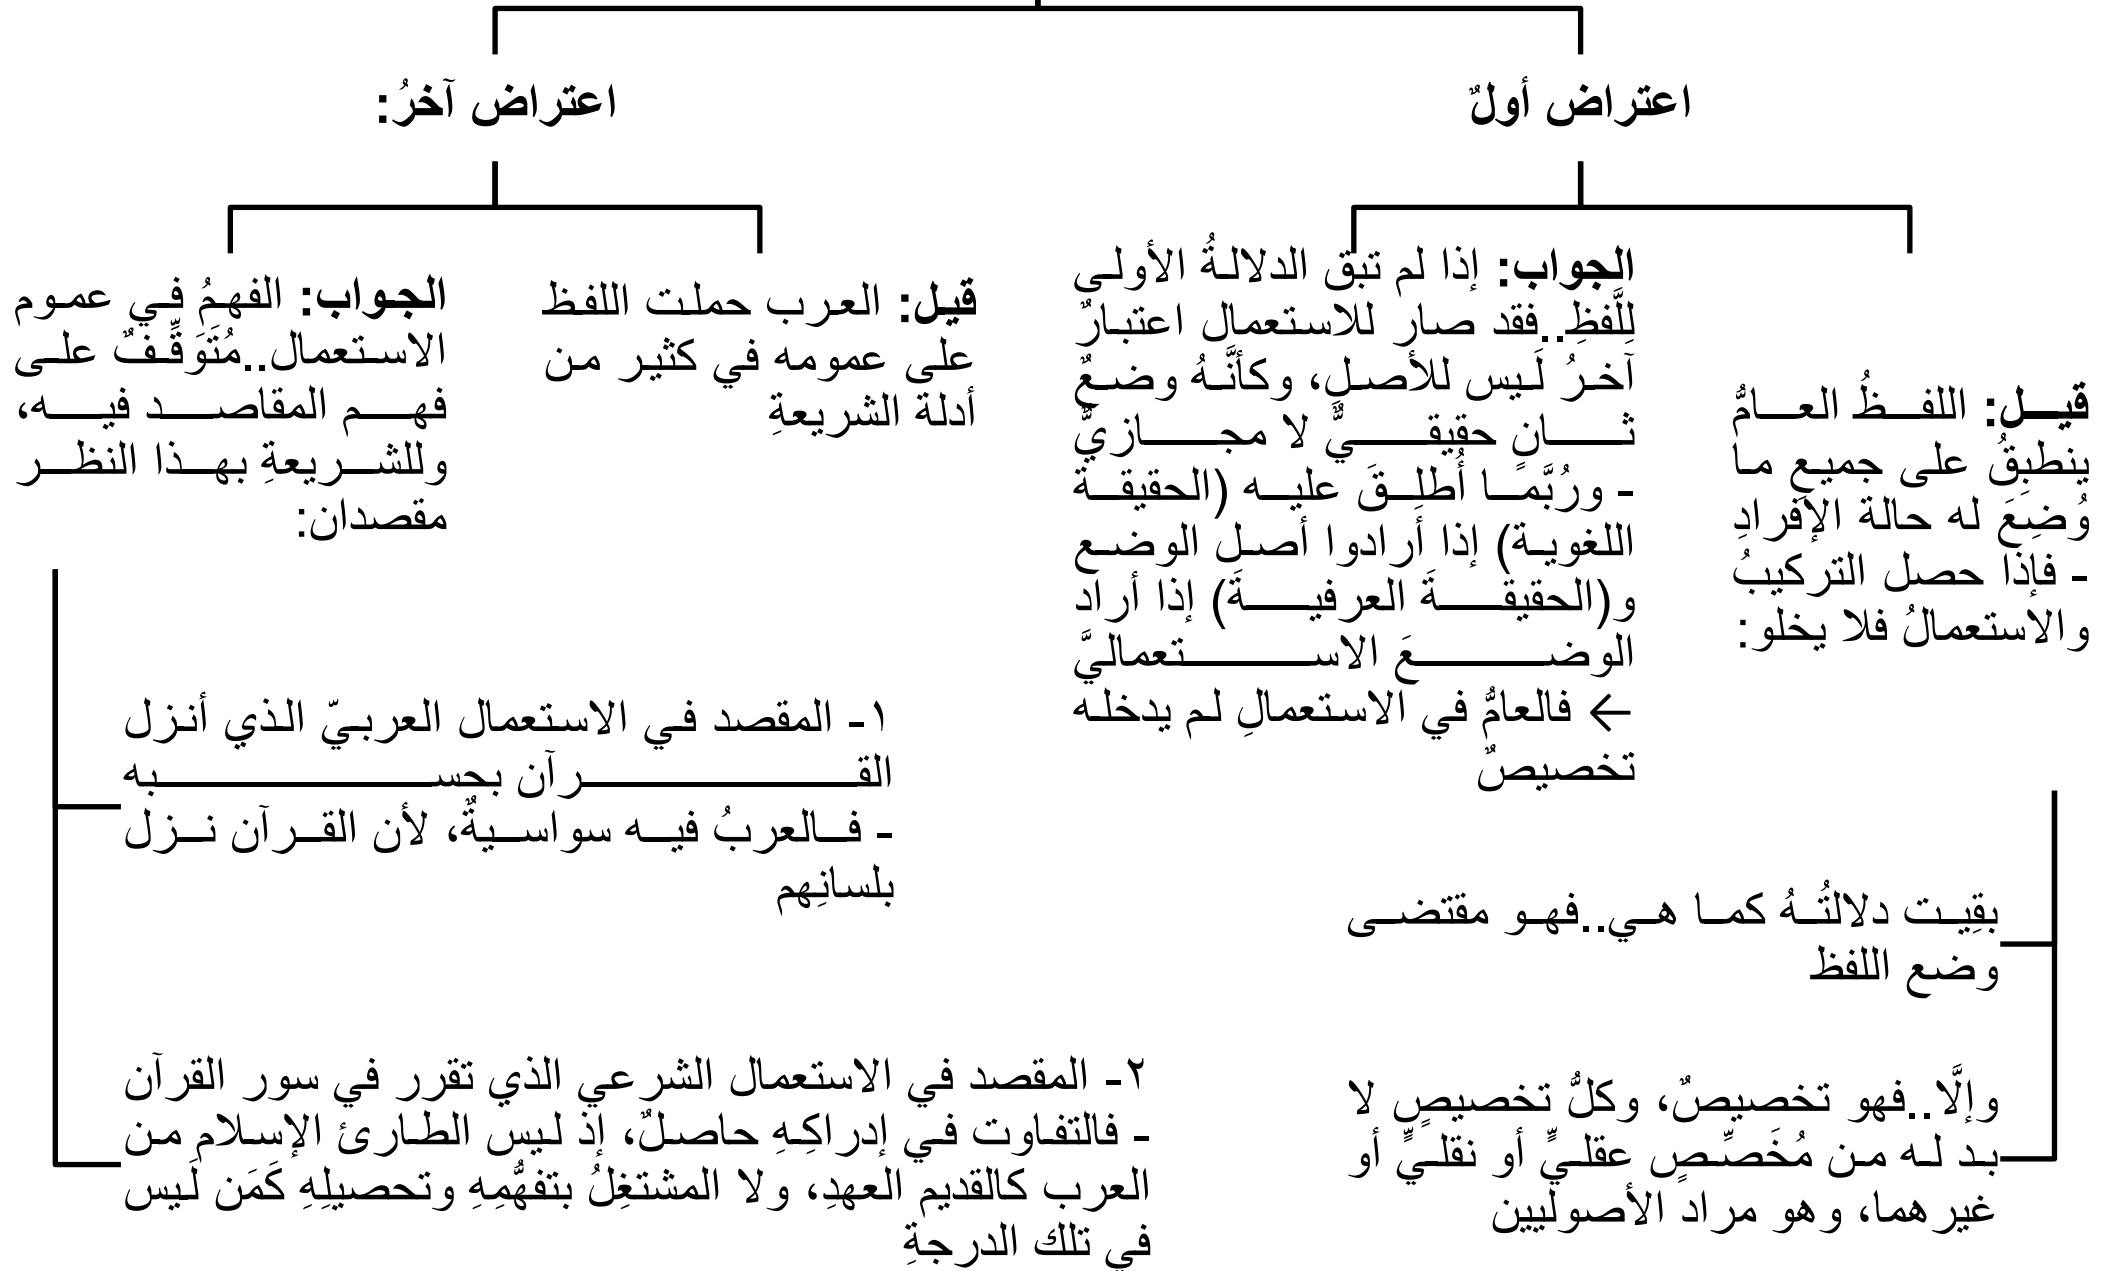 اعتراض أولٌ
قيل: اللفظُ العامُّ
ينطبِقُ على جميعِ ما
وُضِعَ له حالة الإفرادِ
- فإذا حصل التركيبُ
والاستعمالُ فلا يخلو:
بقِيت دلالتُهُ كما هي..فهو مقتضى
وضع اللفظ
وإلَّا..فهو تخصيصٌ، وكلُّ تخصيصٍ لا
بد له من مُخَصِّصٍ عقليٍّ أو نقليٍّ أو
غيرهما، وهو مراد الأصوليين
الجواب: إذا لم تبق الدلالةُ الأولى
لِلَّفظِ..فقد صار للاستعمال اعتبارٌ
آخرُ لَيس للأصلِ، وكأنَّهُ وضعٌ
ثانٍ حقيقيٌّ لا مجازيٌّ
- ورُبَّمَا أُطلِقَ عليه (الحقيقة
اللغوية) إذا أرادوا أصل الوضع
و(الحقيقةَ العرفيةَ) إذا أراد
الوضعَ الاستعماليَّ
← فالعامُّ في الاستعمالِ لم يدخله
تخصيصٌ
اعتراض آخرُ:
قيل: العرب حملت اللفظ
على عمومه في كثير من
أدلة الشريعةِ
الجواب: الفهمُ في عموم
الاستعمال..مُتَوَقِّفٌ على
فهم المقاصد فيه،
وللشريعةِ بهذا النظر
مقصدان:
١- المقصد في الاستعمال العربيّ الذي أنزل
القرآن بحسبه
- فالعربُ فيه سواسيةٌ، لأن القرآن نزل
بلسانِهم
٢- المقصد في الاستعمال الشرعي الذي تقرر في سور القرآن
- فالتفاوت في إدراكِهِ حاصلٌ، إذ ليس الطارئ الإسلام من
العرب كالقديم العهدِ، ولا المشتغِلُ بتفهُّمِهِ وتحصيلِهِ كَمَن لَيس
في تلك الدرجةِ